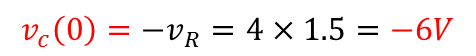 v_c(0) = −v_R = 4 × 1.5 = −6V